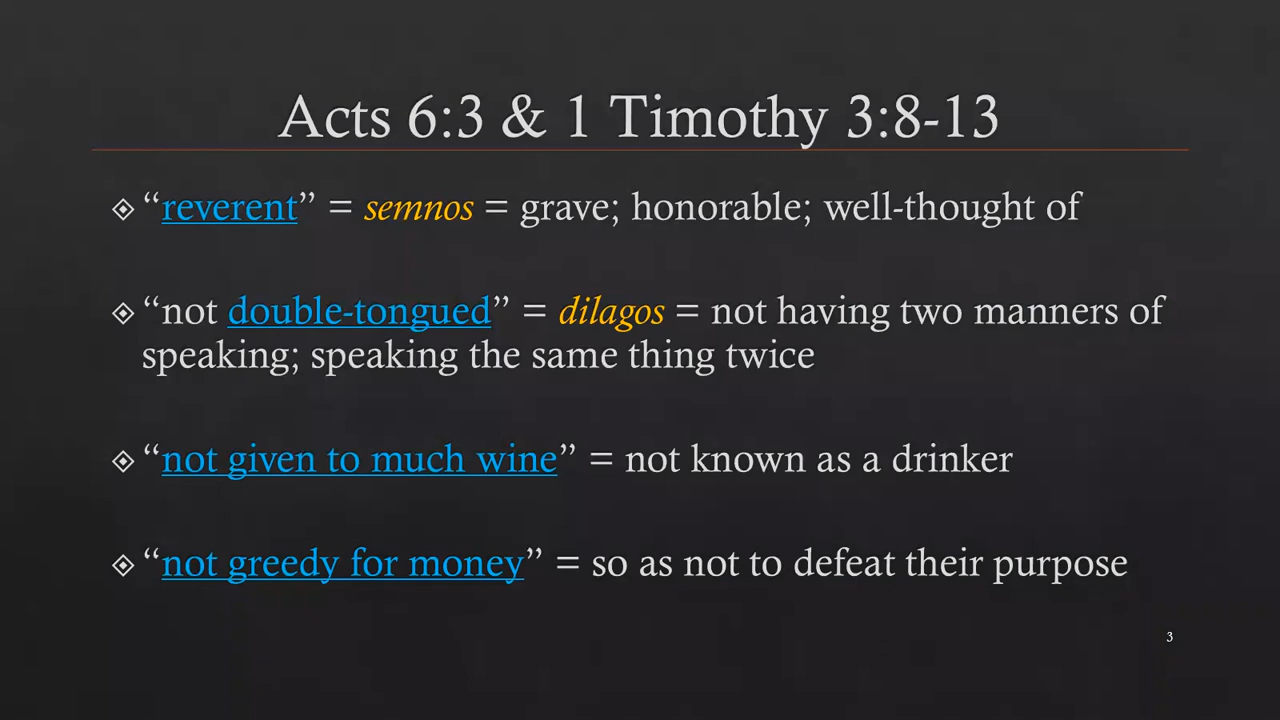 Acts 6:3 & 1 Timothy 3:8-13
“reverent” = semnos = grave; honorable; well-thought of
“not double-tongued” = dilagos = not having two manners of
speaking; speaking the same thing twice
“not given to much wine” = not known as a drinker
“not greedy for money” = so as not to defeat their purpose
3